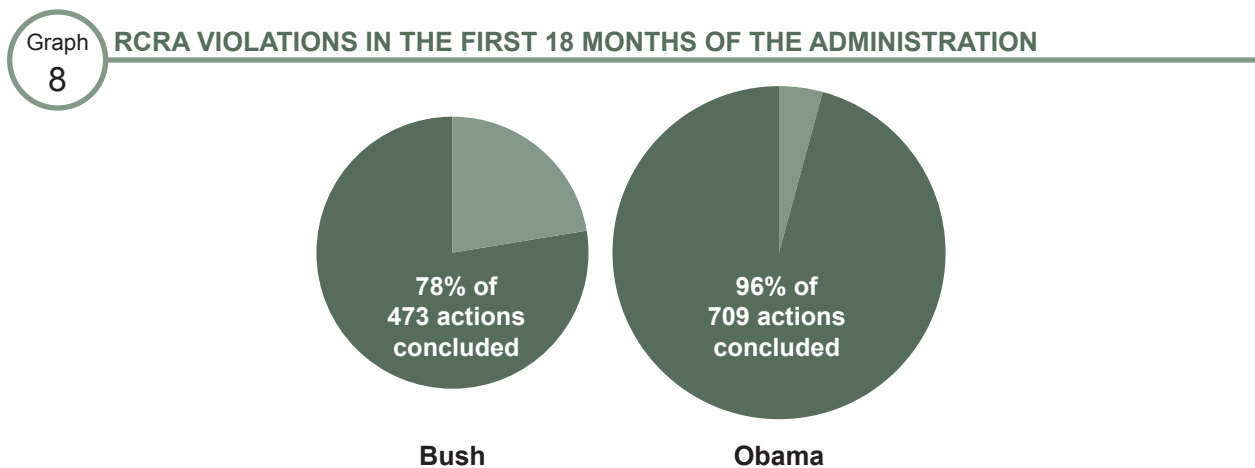 Graph
8
RCRA VIOLATIONS IN THE FIRST 18 MONTHS OF THE ADMINISTRATION
78% of
473 actions
concluded
Bush
96% of
709 actions
concluded
Obama